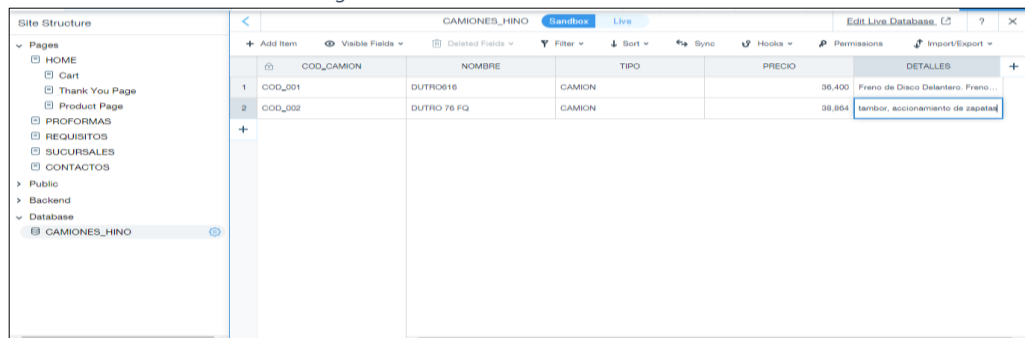 Site Structure
CAMIONES_HINO Sandbox Live Edit Live Database ? ×
Pages
HOME
Cart
Thank You Page
Product Page
PROFORMAS
REQUISITOS
SUCURSALES
CONTACTOS
Public
Backend
Database
CAMIONES_HINO
+ Add Item Visible Fields Deleted Fields Filter Sort Sync Hooks Permissions Import/Export
COD_CAMION NOMBRE TIPO PRECIO DETALLES +
1 COD_001 DUTRO616 CAMION 36,400 Freno de Disco Delantero. Freno...
2 COD_002 DUTRO 76 FQ CAMION 38,864 tambor, accionamiento de zapatas
+